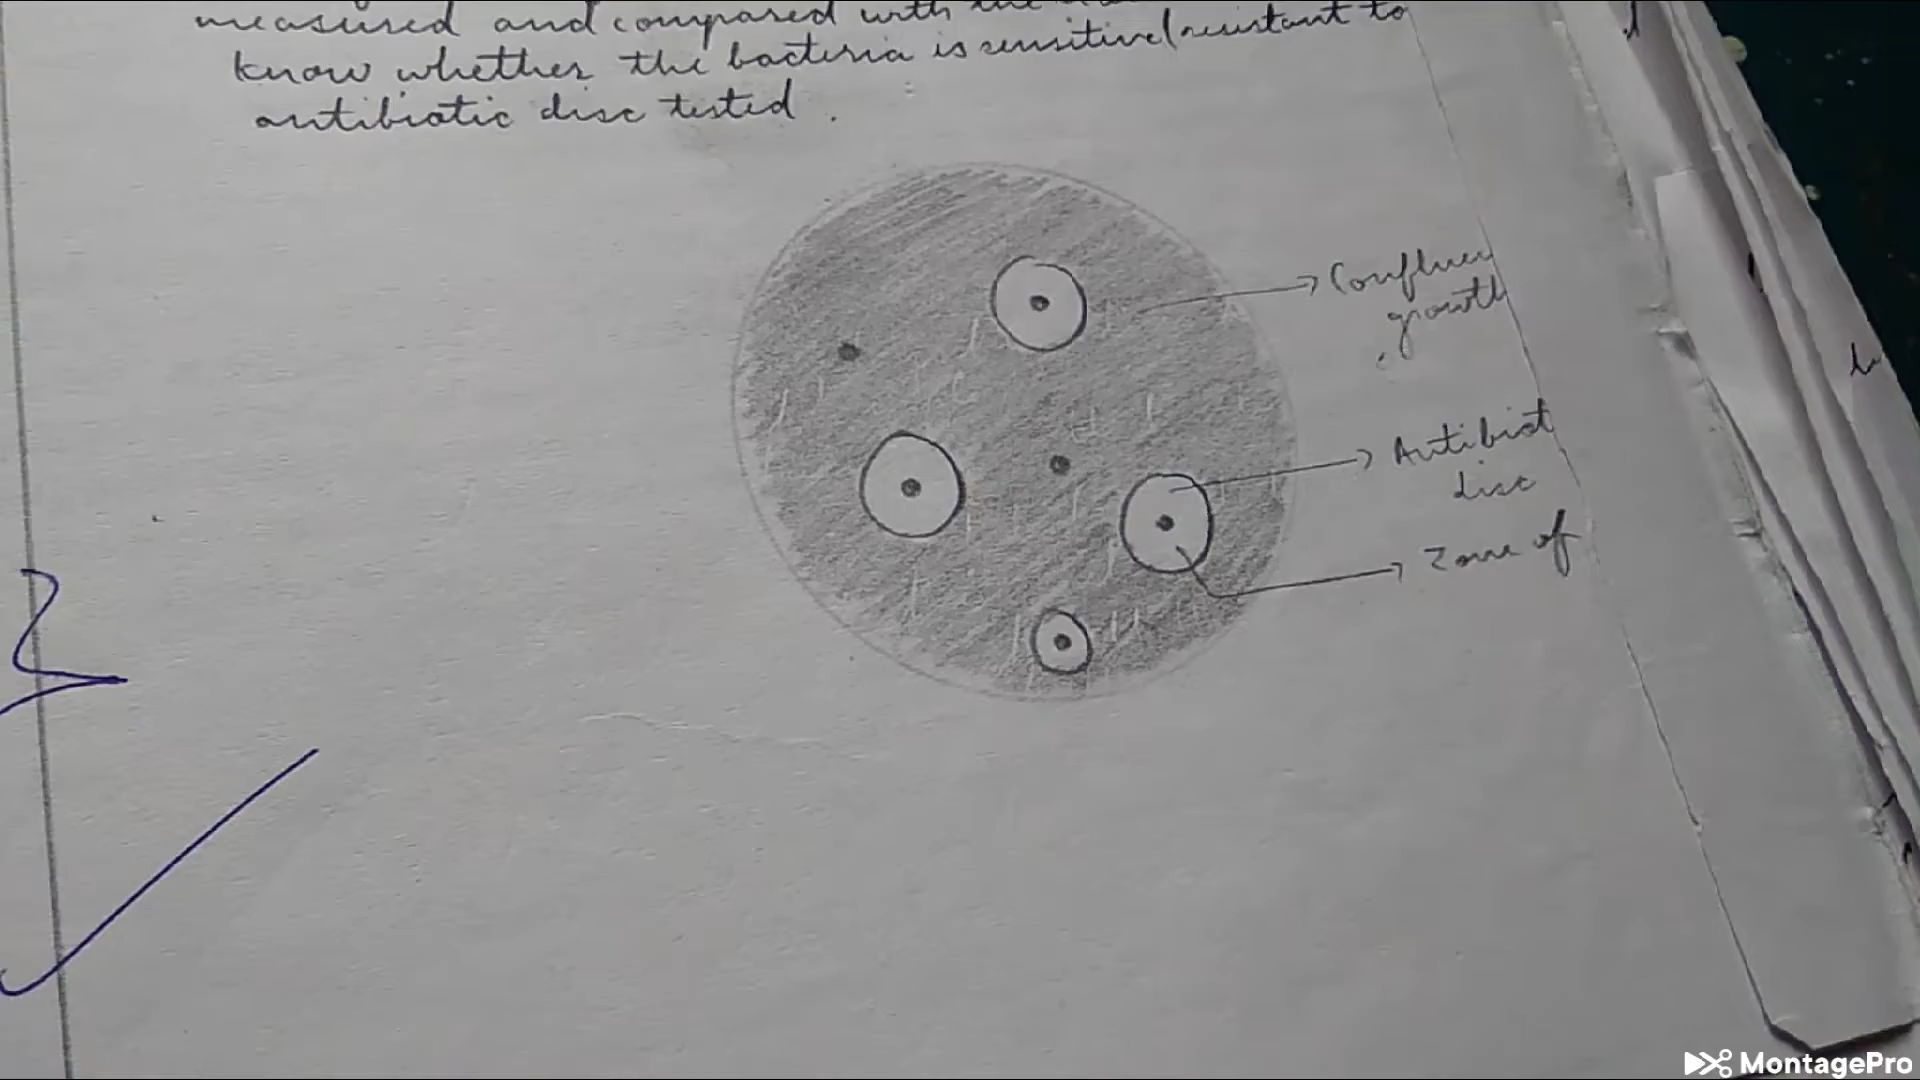 measured and compared with the
know whether the bacteria is sensitive/resistant to
antibiotic disc tested.
Confluen
growth
Antibiot
disc
Zone of
MontagePro